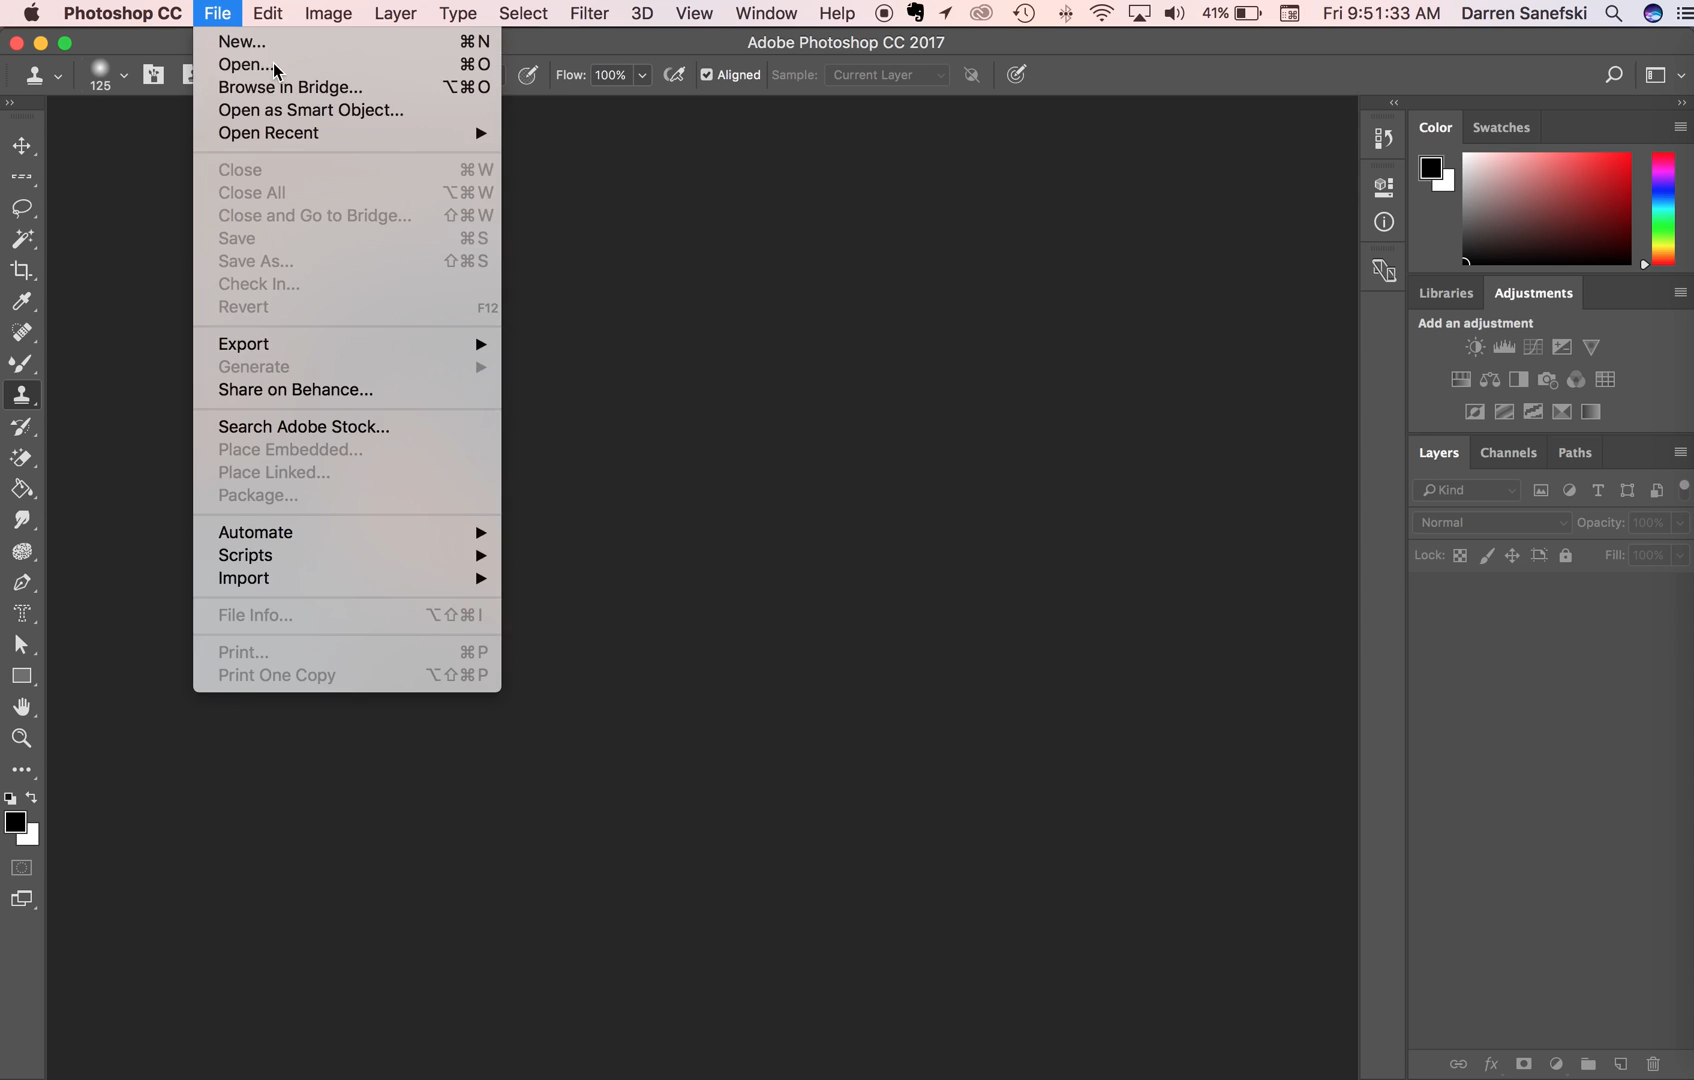 Photoshop CC File Edit Image Layer Type Select Filter 3D View Window Help 41% Fri 9:51:33 AM Darren Sanefski
Adobe Photoshop CC 2017
125 Flow: 100% Aligned Sample: Current Layer
New... ⌘N
Open... ⌘O
Browse in Bridge... ⌥⌘O
Open as Smart Object...
Open Recent
Close ⌘W
Close All ⌥⌘W
Close and Go to Bridge... ⇧⌘W
Save ⌘S
Save As... ⇧⌘S
Check In...
Revert F12
Export
Generate
Share on Behance...
Search Adobe Stock...
Place Embedded...
Place Linked...
Package...
Automate
Scripts
Import
File Info... ⌥⇧⌘I
Print... ⌘P
Print One Copy ⌥⇧⌘P
Color Swatches
Libraries Adjustments
Add an adjustment
Layers Channels Paths
Kind
Normal Opacity: 100%
Lock: Fill: 100%
fx